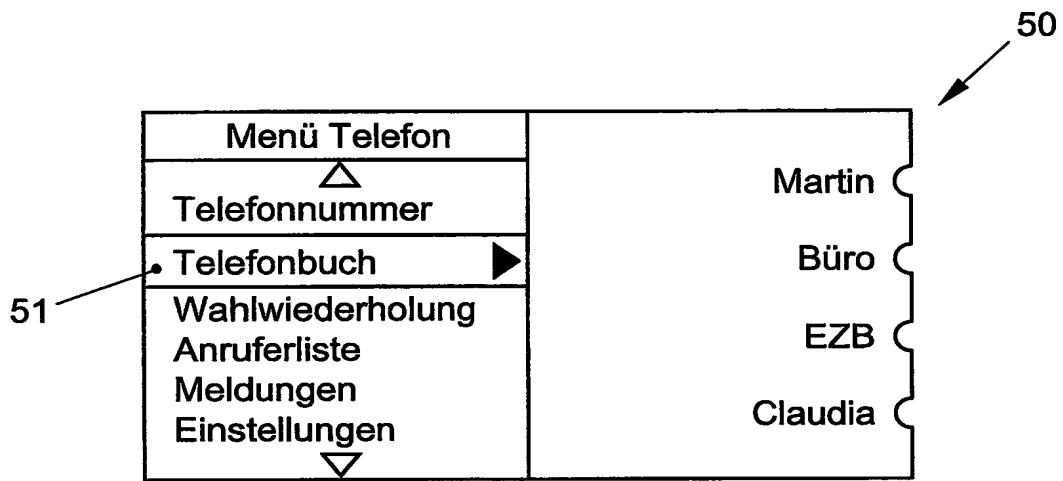 50
Menü Telefon
Telefonnummer
Telefonbuch
Wahlwiederholung
Anruferliste
Meldungen
Einstellungen
Martin
Büro
EZB
Claudia
51